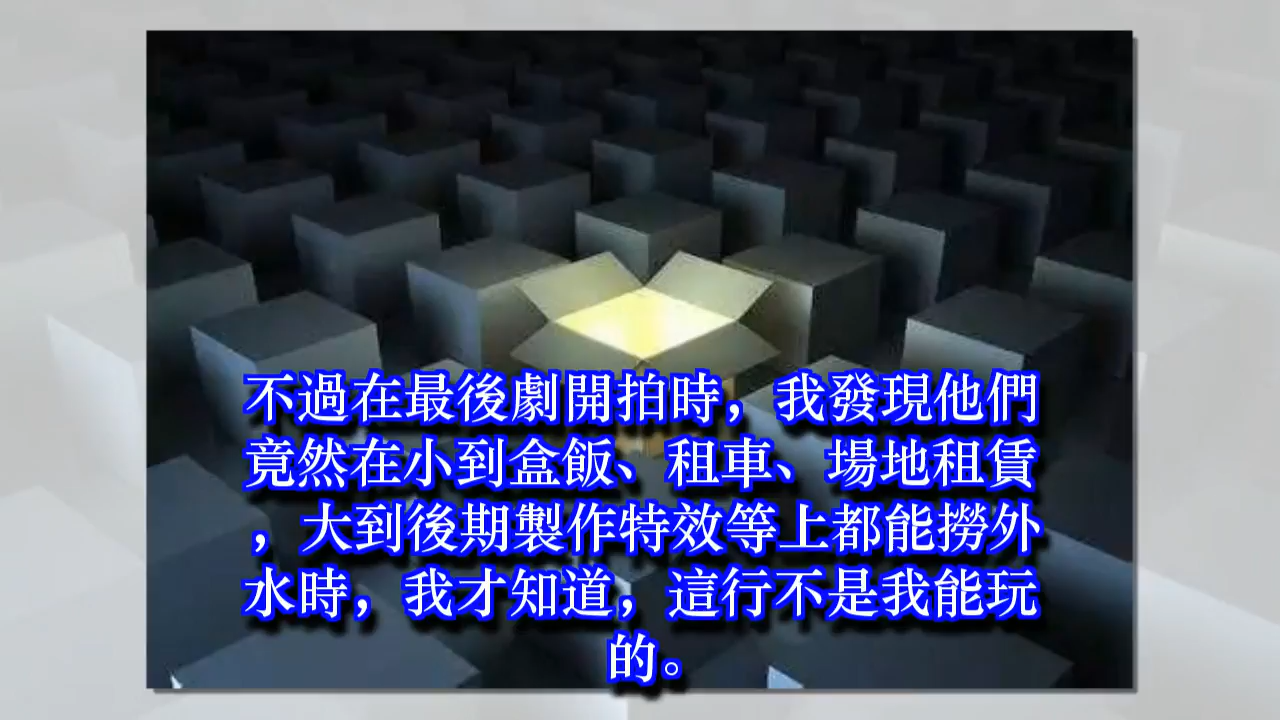 不過在最後劇開拍時，我發現他們
竟然在小到盒飯、租車、場地租賃
，大到後期製作特效等上都能撈外
水時，我才知道，這行不是我能玩
的。